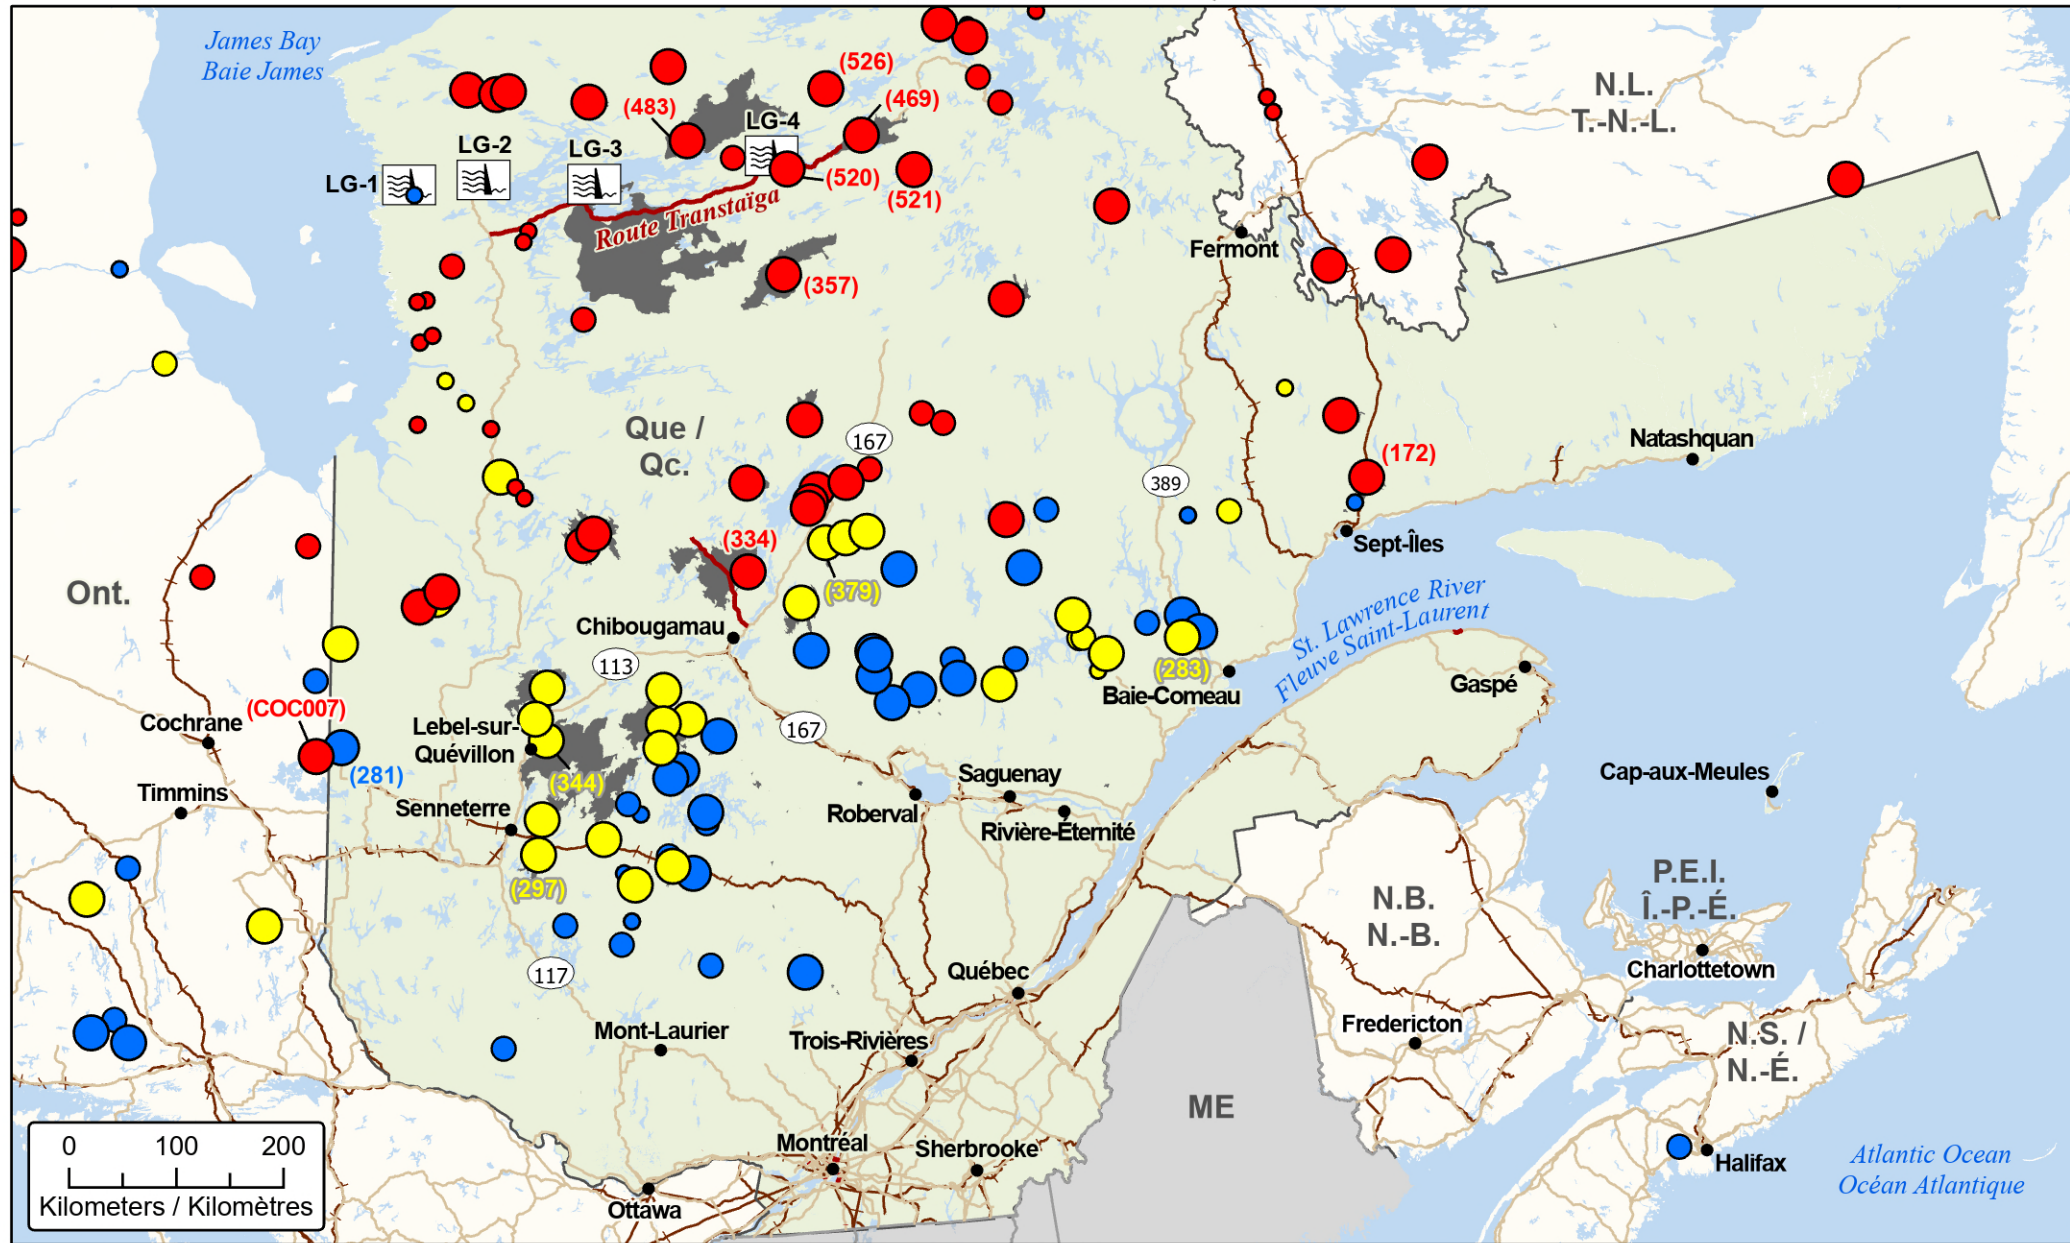 James Bay
Baie James
N.L.
T.-N.-L.
(526)
(469)
(483)
LG-4
LG-2
LG-3
LG-1
(520)
(521)
Route Transtaïga
Fermont
(357)
Que /
Qc.
167
Natashquan
(172)
389
Sept-Îles
(334)
(379)
Ont.
St. Lawrence River
Fleuve Saint-Laurent
Chibougamau
113
(283)
Baie-Comeau
Gaspé
(COC007)
Cochrane
Lebel-sur-
Quévillon
167
(281)
(344)
Saguenay
Cap-aux-Meules
Timmins
Senneterre
Roberval
Rivière-Éternité
P.E.I.
Î.-P.-É.
(297)
N.B.
N.-B.
117
Québec
Charlottetown
Mont-Laurier
Trois-Rivières
Fredericton
N.S. /
N.-É.
ME
0 100 200
Kilometers / Kilomètres
Montréal
Sherbrooke
Halifax
Atlantic Ocean
Océan Atlantique
Ottawa